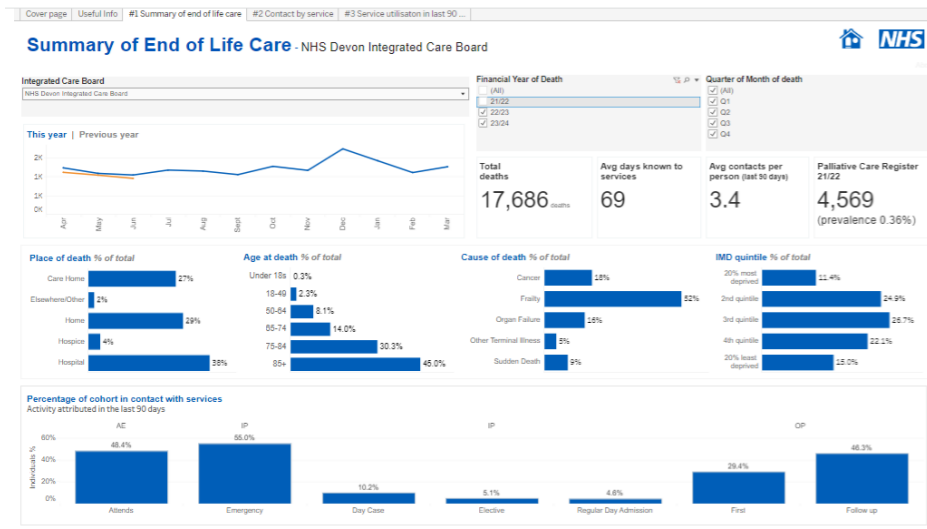 Cover page
Useful Info
#1 Summary of end of life care
#2 Contact by service
#3 Service utilisaton in last 90 ...
Summary of End of Life Care - NHS Devon Integrated Care Board
NHS
Integrated Care Board
NHS Devon Integrated Care Board
Financial Year of Death
(All)
21/22
22/23
23/24
Quarter of Month of death
(All)
Q1
Q2
Q3
Q4
This year | Previous year
2K
1K
1K
0K
Apr
May
Jun
Jul
Aug
Sept
Oct
Nov
Dec
Jan
Feb
Mar
Total
deaths
17,686 deaths
Avg days known to
services
69
Avg contacts per
person (last 90 days)
3.4
Palliative Care Register
21/22
4,569
(prevalence 0.36%)
Place of death % of total
Care Home 27%
Elsewhere/Other 2%
Home 29%
Hospice 4%
Hospital 38%
Age at death % of total
Under 18s 0.3%
18-49 2.3%
50-64 8.1%
65-74 14.0%
75-84 30.3%
85+ 45.0%
Cause of death % of total
Cancer 18%
Frailty 52%
Organ Failure 16%
Other Terminal Illness 5%
Sudden Death 9%
IMD quintile % of total
20% most
deprived 11.4%
2nd quintile 24.9%
3rd quintile 26.7%
4th quintile 22.1%
20% least
deprived 15.0%
Percentage of cohort in contact with services
Activity attributed in the last 90 days
AE
IP
IP
OP
Individuals %
60%
40%
20%
0%
48.4%
55.0%
10.2%
5.1%
4.6%
29.4%
46.3%
Attends
Emergency
Day Case
Elective
Regular Day Admission
First
Follow up